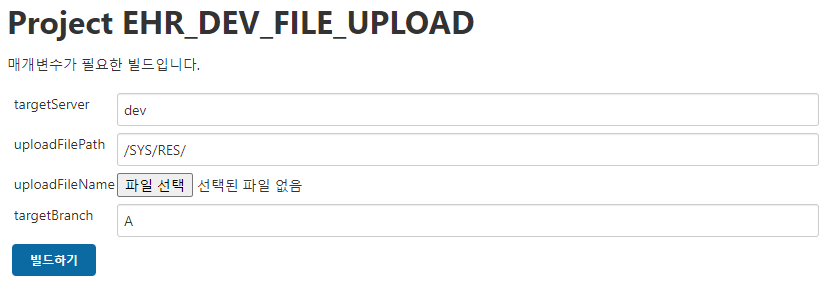 Project EHR_DEV_FILE_UPLOAD
매개변수가 필요한 빌드입니다.
targetServer dev
uploadFilePath /SYS/RES/
uploadFileName 파일 선택 선택된 파일 없음
targetBranch A
빌드하기